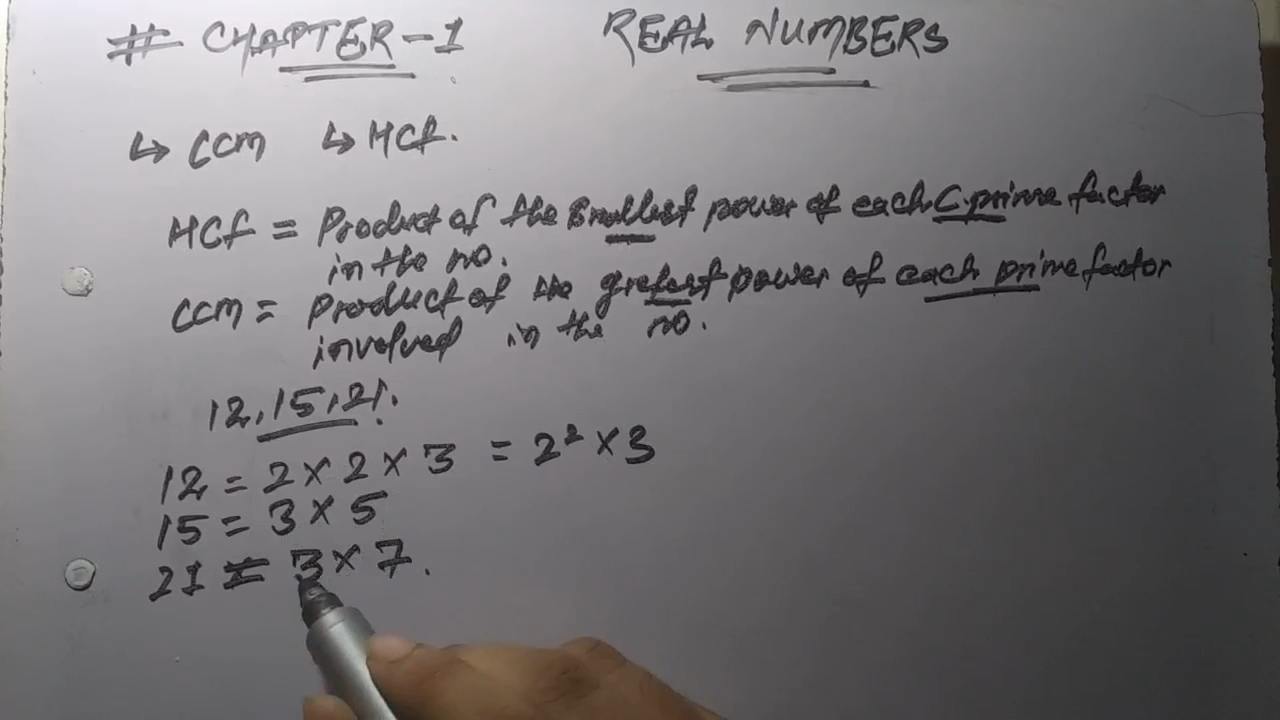 # CHAPTER-1 REAL NUMBERS
↳ LCM ↳ HCF.
HCF = Product of the smallest power of each C.prime factor
in the no.
LCM = Product of the gretest power of each prime factor
involved in the no.
12,15,21.
12 = 2 × 2 × 3 = 2² × 3
15 = 3 × 5
21 = 3 × 7.